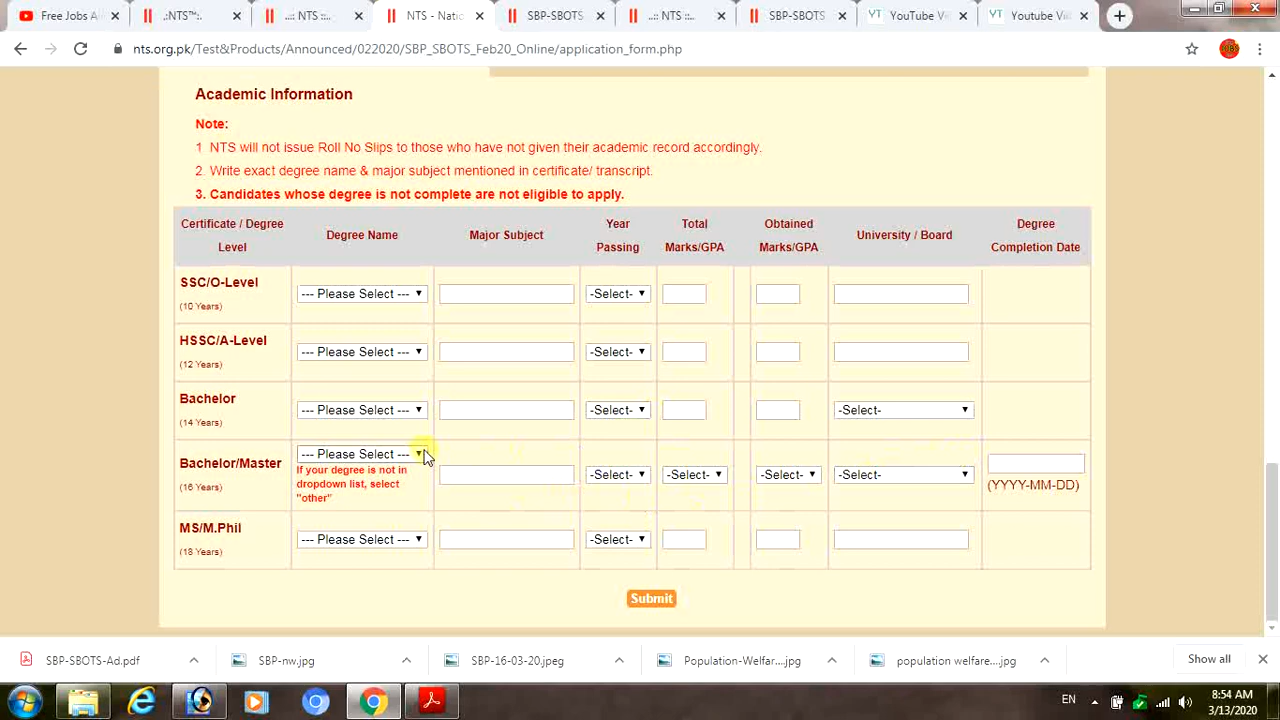 Free Jobs Al
.:NTS™:.
..:: NTS ::..
NTS - Natio
SBP-SBOTS
.:: NTS ::.
SBP-SBOTS
YouTube V
Youtube Vi
nts.org.pk/Test&Products/Announced/022020/SBP_SBOTS_Feb20_Online/application_form.php
Academic Information
Note:
1 NTS will not issue Roll No Slips to those who have not given their academic record accordingly.
2. Write exact degree name & major subject mentioned in certificate/ transcript.
3. Candidates whose degree is not complete are not eligible to apply.
Certificate / Degree Level
Degree Name
Major Subject
Year Passing
Total Marks/GPA
Obtained Marks/GPA
University / Board
Degree Completion Date
SSC/O-Level
(10 Years)
--- Please Select ---
-Select-
HSSC/A-Level
(12 Years)
--- Please Select ---
-Select-
Bachelor
(14 Years)
--- Please Select ---
-Select-
-Select-
Bachelor/Master
(16 Years)
--- Please Select ---
If your degree is not in
dropdown list, select
"other"
-Select-
-Select-
-Select-
-Select-
(YYYY-MM-DD)
MS/M.Phil
(18 Years)
--- Please Select ---
-Select-
Submit
SBP-SBOTS-Ad.pdf
SBP-nw.jpg
SBP-16-03-20.jpeg
Population-Welfar....jpg
population welfare....jpg
Show all
EN
8:54 AM
3/13/2020